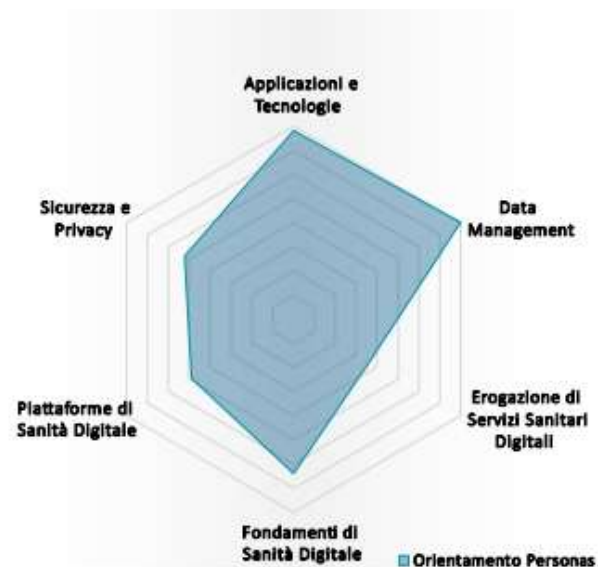 Applicazioni e
Tecnologie
Sicurezza e
Privacy
Data
Management
Piattaforme di
Sanità Digitale
Erogazione di
Servizi Sanitari
Digitali
Fondamenti di
Sanità Digitale
Orientamento Personas